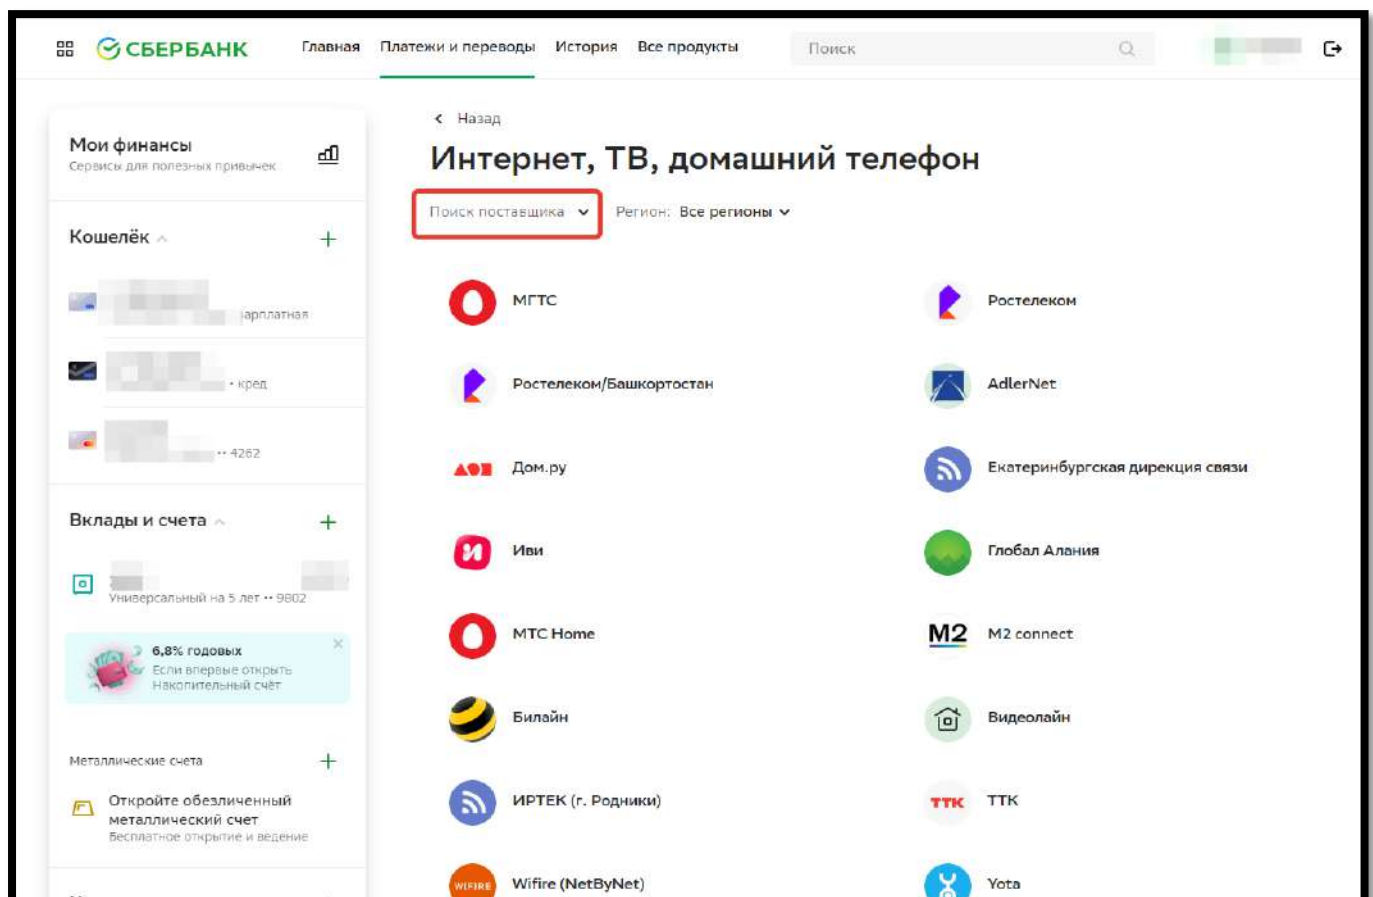 СБЕРБАНК
Главная Платежи и переводы История Все продукты Поиск
Мои финансы
Сервисы для полезных привычек
Кошелёк
арплатная
• кред
•• 4262
Вклады и счета
Универсальный на 5 лет •• 9802
6,8% годовых
Если впервые открыть
Накопительный счёт
Металлические счета
Откройте обезличенный
металлический счет
Бесплатное открытие и ведение
Назад
Интернет, ТВ, домашний телефон
Поиск поставщика Регион: Все регионы
МГТС Ростелеком
Ростелеком/Башкортостан AdlerNet
Дом.ру Екатеринбургская дирекция связи
Иви Глобал Алания
МТС Home M2 M2 connect
Билайн Видеолайн
ИРТЕК (г. Родники) ТТК ТТК
WIFIRE Wifire (NetByNet) Yota